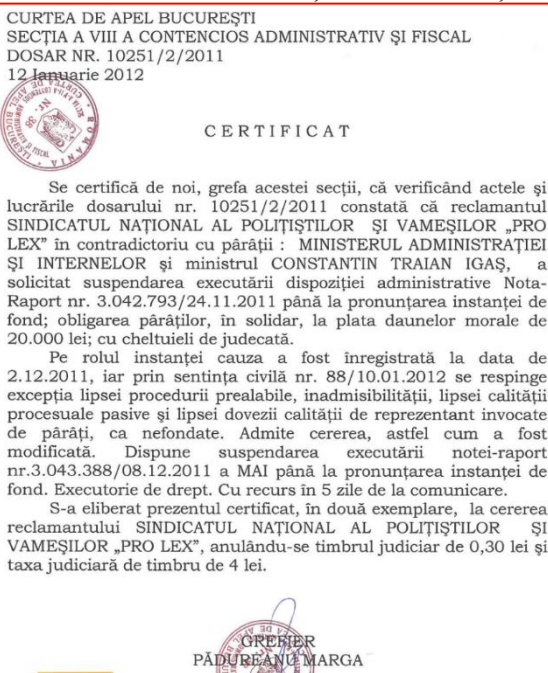 CURTEA DE APEL BUCUREŞTI
SECŢIA A VIII A CONTENCIOS ADMINISTRATIV ŞI FISCAL
DOSAR NR. 10251/2/2011
12 Ianuarie 2012
CERTIFICAT
Se certifică de noi, grefa acestei secţii, că verificând actele şi
lucrările dosarului nr. 10251/2/2011 constată că reclamantul
SINDICATUL NAŢIONAL AL POLIŢIŞTILOR ŞI VAMEŞILOR „PRO
LEX” în contradictoriu cu pârâţii : MINISTERUL ADMINISTRAŢIEI
ŞI INTERNELOR şi ministrul CONSTANTIN TRAIAN IGAŞ, a
solicitat suspendarea executării dispoziţiei administrative Nota-
Raport nr. 3.042.793/24.11.2011 până la pronunţarea instanţei de
fond; obligarea pârâţilor, în solidar, la plata daunelor morale de
20.000 lei; cu cheltuieli de judecată.
Pe rolul instanţei cauza a fost înregistrată la data de
2.12.2011, iar prin sentinţa civilă nr. 88/10.01.2012 se respinge
excepţia lipsei procedurii prealabile, inadmisibilităţii, lipsei calităţii
procesuale pasive şi lipsei dovezii calităţii de reprezentant invocate
de pârâţi, ca nefondate. Admite cererea, astfel cum a fost
modificată. Dispune suspendarea executării notei-raport
nr.3.043.388/08.12.2011 a MAI până la pronunţarea instanţei de
fond. Executorie de drept. Cu recurs în 5 zile de la comunicare.
S-a eliberat prezentul certificat, în două exemplare, la cererea
reclamantului SINDICATUL NAŢIONAL AL POLIŢIŞTILOR ŞI
VAMEŞILOR „PRO LEX”, anulându-se timbrul judiciar de 0,30 lei şi
taxa judiciară de timbru de 4 lei.
GREFIER
PĂDUREANU MARGA